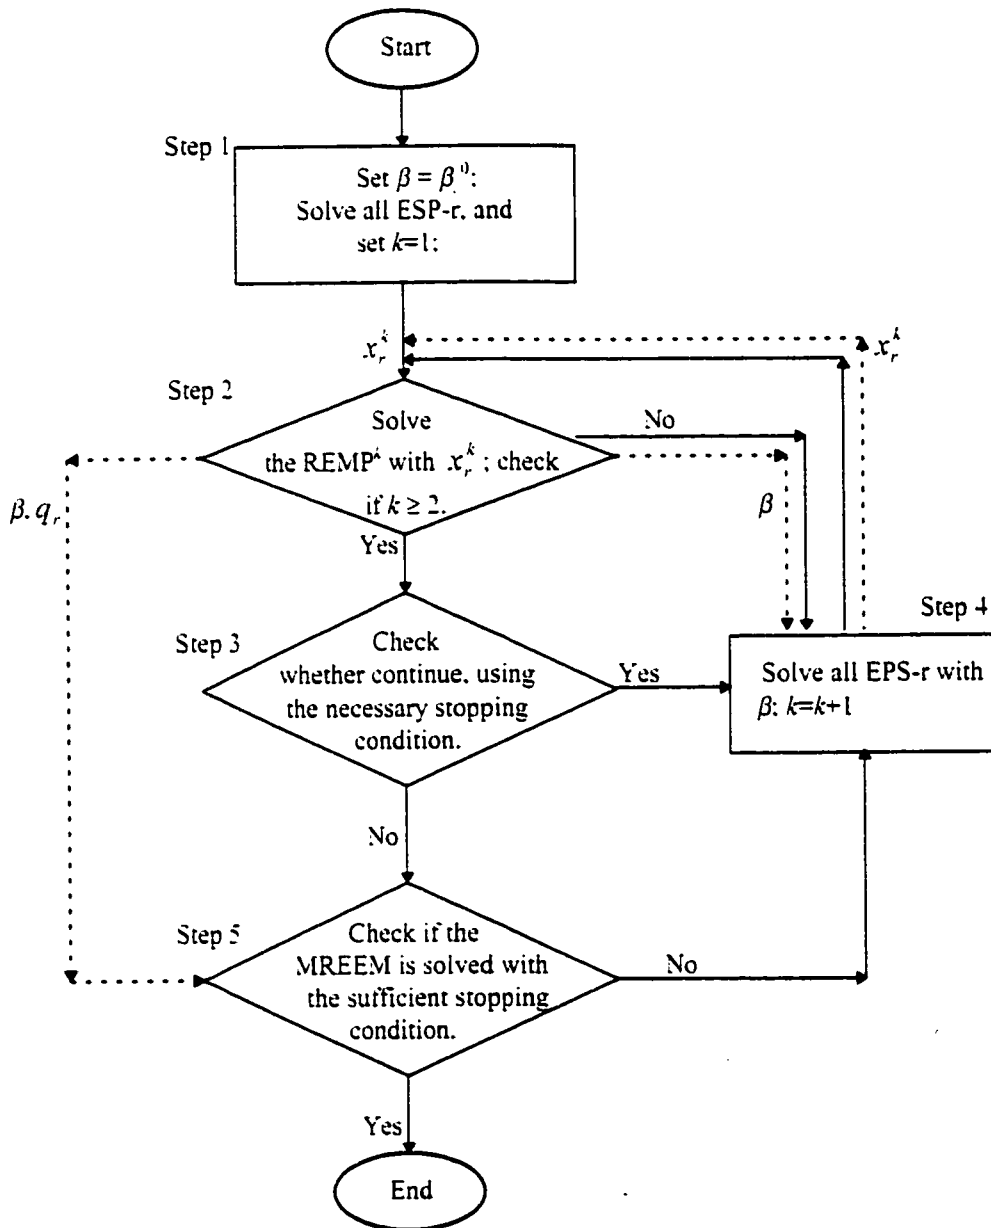 Start
Step 1
Set β = β⁰:
Solve all ESP-r, and
set k=1;
x_r^k
x_r^k
Step 2
Solve
the REMP^k with x_r^k ; check
if k ≥ 2.
No
β
β, q_r
Yes
Step 4
Solve all EPS-r with
β; k=k+1
Step 3
Check
whether continue, using
the necessary stopping
condition.
Yes
No
Step 5
Check if the
MREEM is solved with
the sufficient stopping
condition.
No
Yes
End